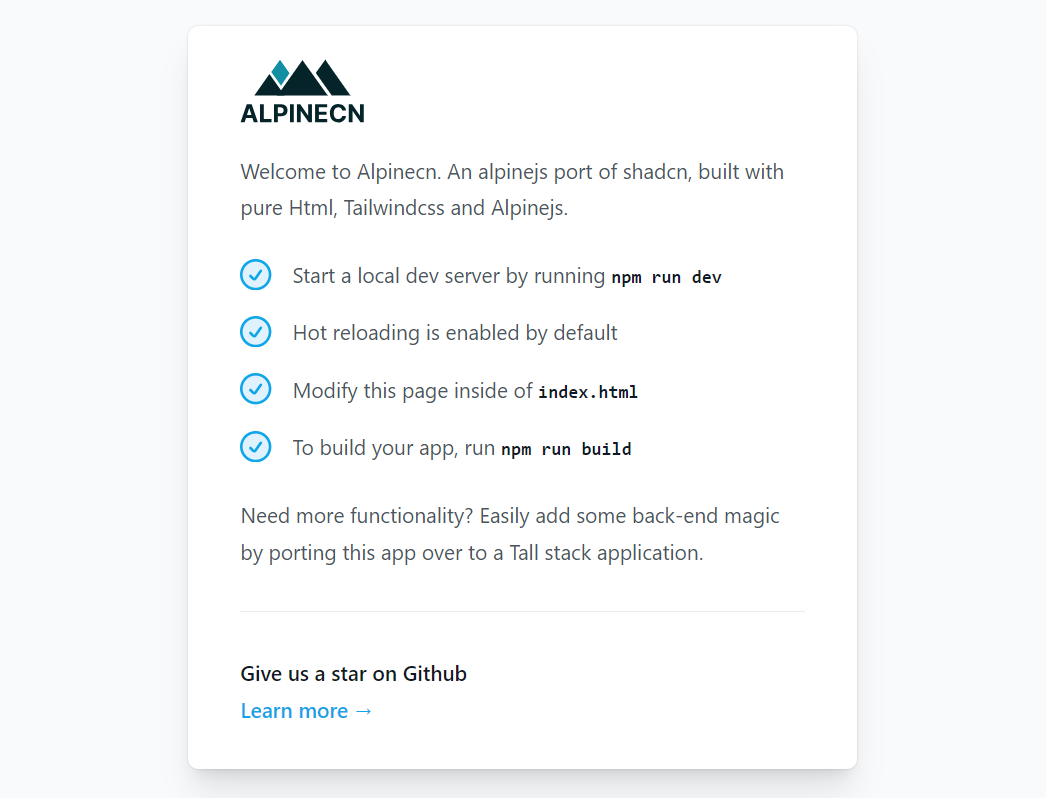 ALPINECN
Welcome to Alpinecn. An alpinejs port of shadcn, built with
pure Html, Tailwindcss and Alpinejs.
Start a local dev server by running npm run dev
Hot reloading is enabled by default
Modify this page inside of index.html
To build your app, run npm run build
Need more functionality? Easily add some back-end magic
by porting this app over to a Tall stack application.
Give us a star on Github
Learn more →